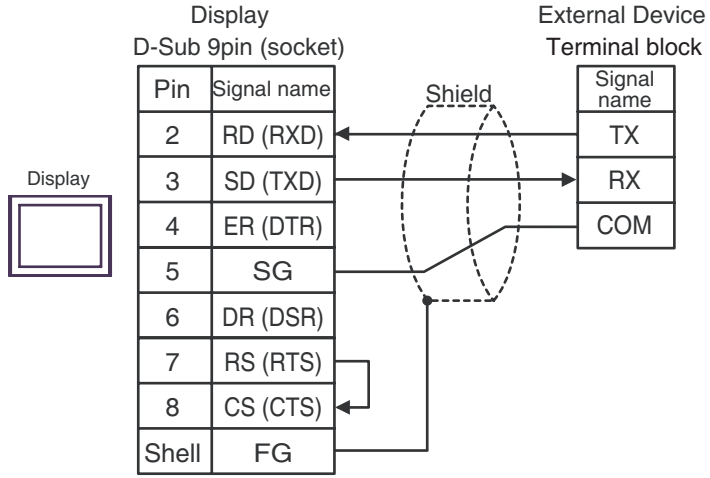 Display
D-Sub 9pin (socket)
External Device
Terminal block
Pin Signal name
Shield
Signal
name
2 RD (RXD)
TX
Display
3 SD (TXD)
RX
4 ER (DTR)
COM
5 SG
6 DR (DSR)
7 RS (RTS)
8 CS (CTS)
Shell FG